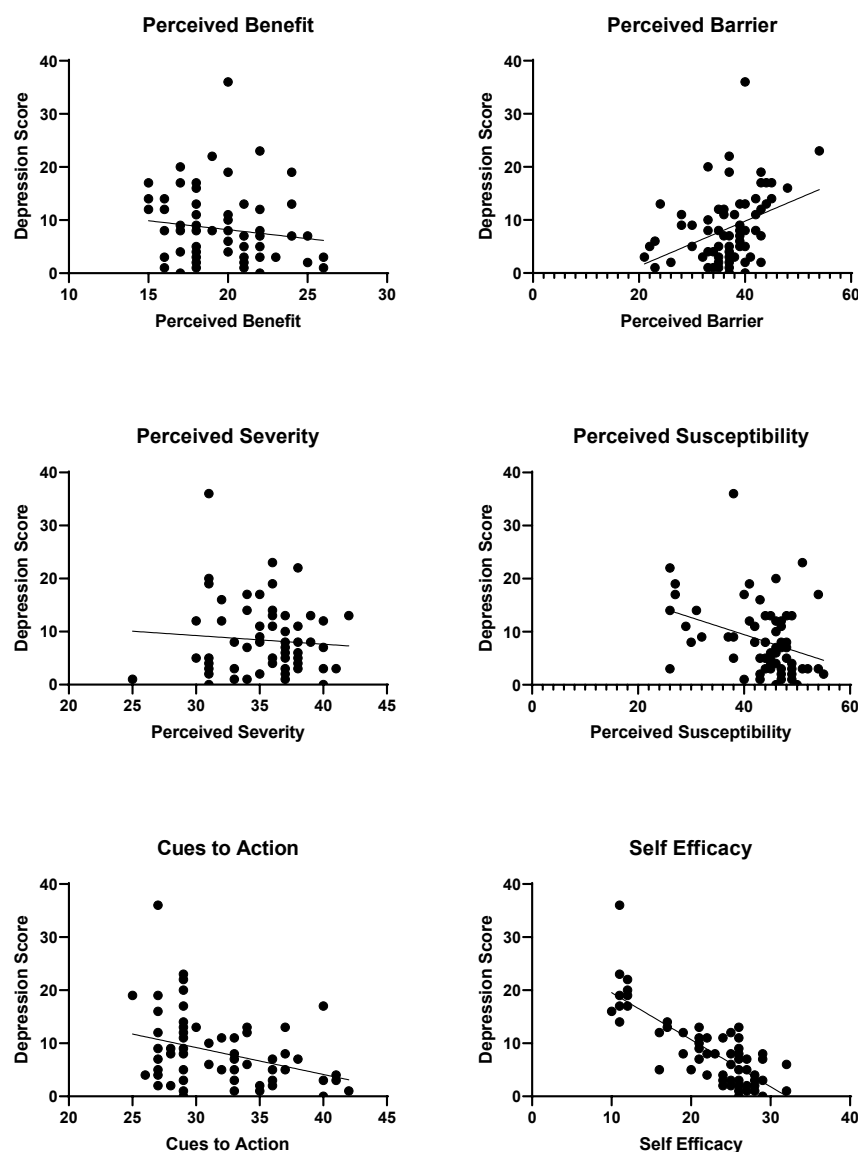 Perceived Benefit
Depression Score
40
30
20
10
0
10 15 20 25 30
Perceived Benefit
Perceived Barrier
Depression Score
40
30
20
10
0
0 20 40 60
Perceived Barrier
Perceived Severity
Depression Score
40
30
20
10
0
20 25 30 35 40 45
Perceived Severity
Perceived Susceptibility
Depression Score
40
30
20
10
0
0 20 40 60
Perceived Susceptibility
Cues to Action
Depression Score
40
30
20
10
0
20 25 30 35 40 45
Cues to Action
Self Efficacy
Depression Score
40
30
20
10
0
0 10 20 30 40
Self Efficacy